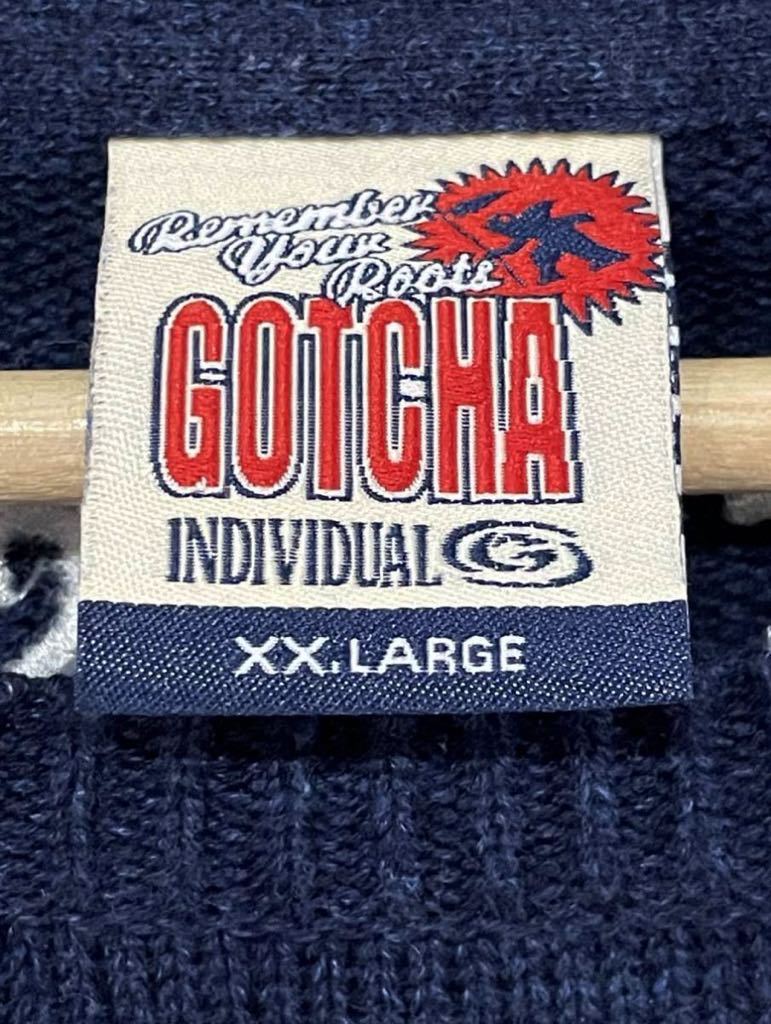 Remember
Your
Roots
GOTCHA
INDIVIDUAL G
XX.LARGE